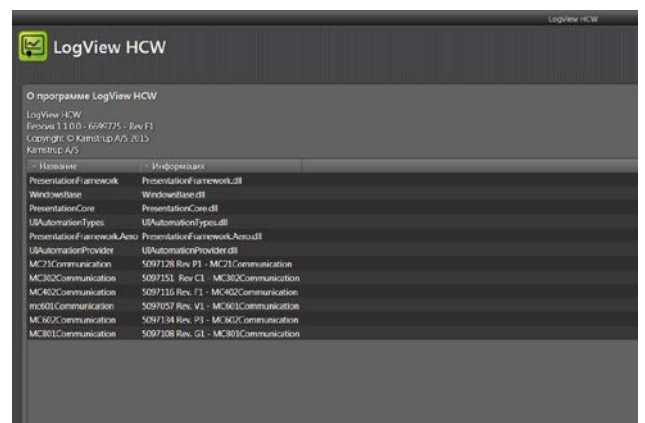 LogView HCW
LogView HCW
О программе LogView HCW
LogView HCW
Версия 1.1.0.0 - 6699725 - Rev F1
Copyright © Kamstrup A/S 2015
Kamstrup A/S
Название Информация
PresentationFramework PresentationFramework.dll
WindowsBase WindowsBase.dll
PresentationCore PresentationCore.dll
UIAutomationTypes UIAutomationTypes.dll
PresentationFramework.Aero PresentationFramework.Aero.dll
UIAutomationProvider UIAutomationProvider.dll
MC21Communication 5097128 Rev P1 - MC21Communication
MC302Communication 5097151 Rev C1 - MC302Communication
MC402Communication 5097116 Rev. F1 - MC402Communication
mc601Communication 5097057 Rev. V1 - MC601Communication
MC602Communication 5097134 Rev. P3 - MC602Communication
MC801Communication 5097108 Rev. G1 - MC801Communication